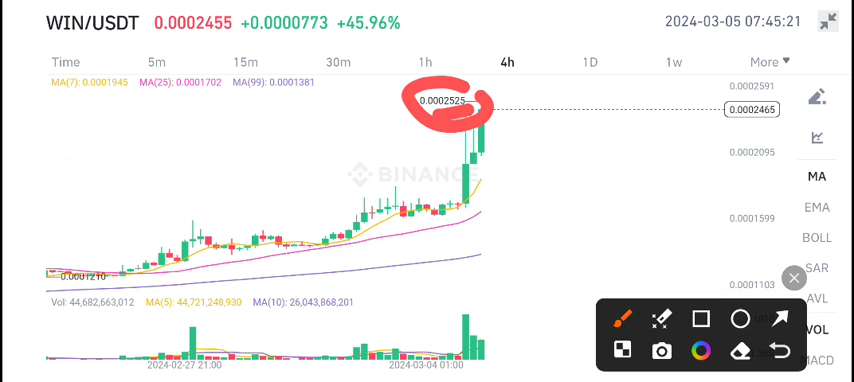 WIN/USDT 0.0002455 +0.0000773 +45.96% 2024-03-05 07:45:21
Time 5m 15m 30m 1h 4h 1D 1w More
MA(7): 0.0001945 MA(25): 0.0001702 MA(99): 0.0001381
0.0002591
0.0002525
0.0002465
0.0002095
BINANCE
MA
EMA
0.0001599
BOLL
SAR
0.0001210
0.0001103
AVL
Vol: 44,682,663,012 MA(5): 44,721,248,930 MA(10): 26,043,868,201
VOL
MACD
2024-02-27 21:00 2024-03-04 01:00